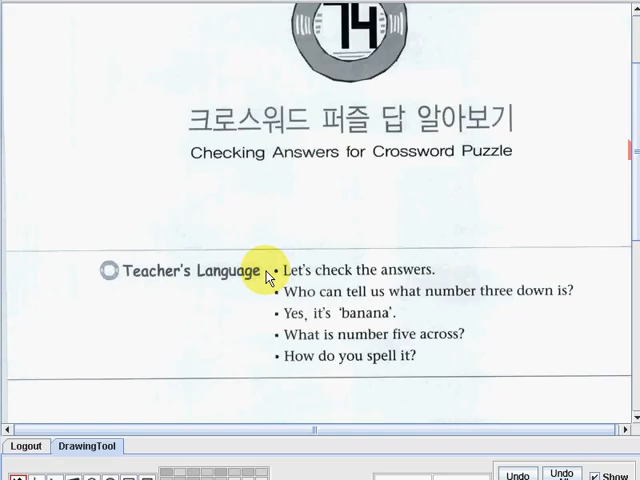 74
크로스워드 퍼즐 답 알아보기
Checking Answers for Crossword Puzzle
Teacher's Language • Let's check the answers.
• Who can tell us what number three down is?
• Yes, it's 'banana'.
• What is number five across?
• How do you spell it?
Logout DrawingTool
Undo Undo Show